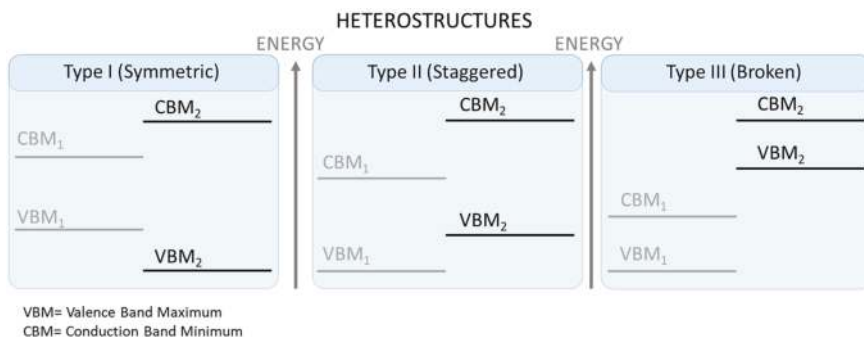 HETEROSTRUCTURES
ENERGY
ENERGY
Type I (Symmetric)
CBM₂
CBM₁
VBM₁
VBM₂
Type II (Staggered)
CBM₂
CBM₁
VBM₂
VBM₁
Type III (Broken)
CBM₂
VBM₂
CBM₁
VBM₁
VBM= Valence Band Maximum
CBM= Conduction Band Minimum